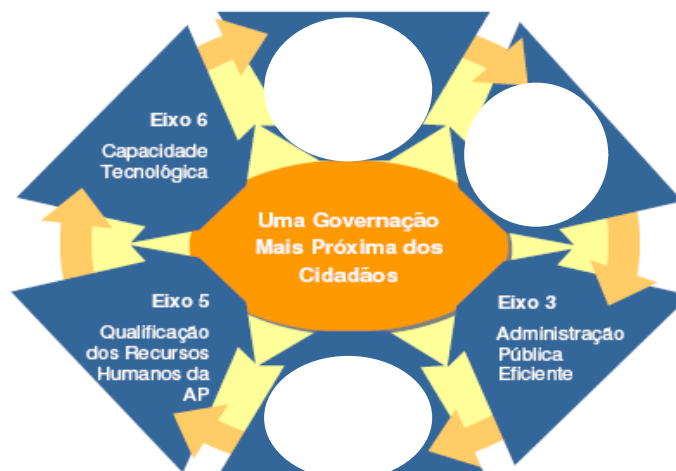 Eixo 6
Capacidade
Tecnológica
Uma Governação
Mais Próxima dos
Cidadãos
Eixo 5
Qualificação
dos Recursos
Humanos da
AP
Eixo 3
Administração
Pública
Eficiente